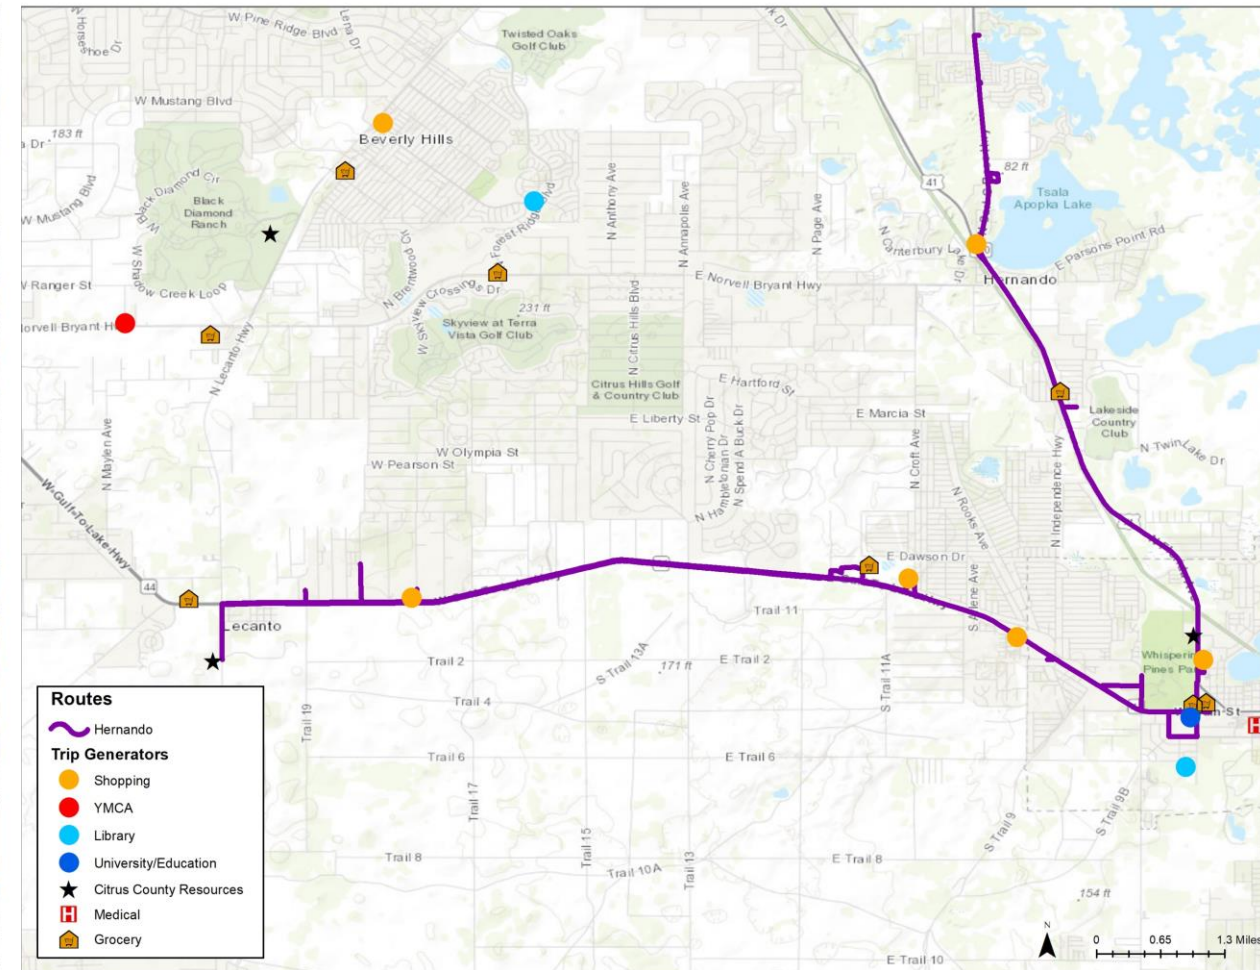 W Pine Ridge Blvd
Lena Dr
N Horseshoe Dr
Twisted Oaks
Golf Club
W Mustang Blvd
183 ft
Beverly Hills
W Black Diamond Cir
W Mustang Blvd
Black
Diamond
Ranch
N Forest Ridge Blvd
N Anthony Ave
N Annapolis Ave
N Page Ave
41
82 ft
Tsala
Apopka Lake
N Canterbury L
E Parsons Point Rd
Hernando
W Ranger St
W Shadow Creek Loop
N Brentwood Cir
W Skyview Crossings Dr
E Norvell Bryant Hwy
231 ft
Skyview at Terra
Vista Golf Club
N Citrus Hills Blvd
orvell Bryant H
N Lecanto Hwy
Citrus Hills Golf
& Country Club
E Hartford St
E Liberty St
E Marcia St
Lakeside
Country
Club
N Twin Lake Dr
N Maylen Ave
W Olympia St
W Pearson St
N Cherry Pop Dr
N Hambletonian Dr
N Spend A Buck Dr
N Ha
N Croft Ave
N Rooks Ave
N Independence Hwy
W Gulf To Lake Hwy
44
E Dawson Dr
S Arlene Ave
Lecanto
Trail 11
Trail 2
S Trail 13A
171 ft
E Trail 2
S Trail 11A
Whispering
Pines Pa
Trail 4
Trail 19
Trail 6
E Trail 6
Trail 17
Trail 15
Trail 13
S Trail 9
S Trail 9B
Trail 8
Trail 10A
E Trail 8
154 ft
E Trail 10
Routes
Hernando
Trip Generators
Shopping
YMCA
Library
University/Education
Citrus County Resources
H Medical
Grocery
H
N
0 0.65 1.3 Miles